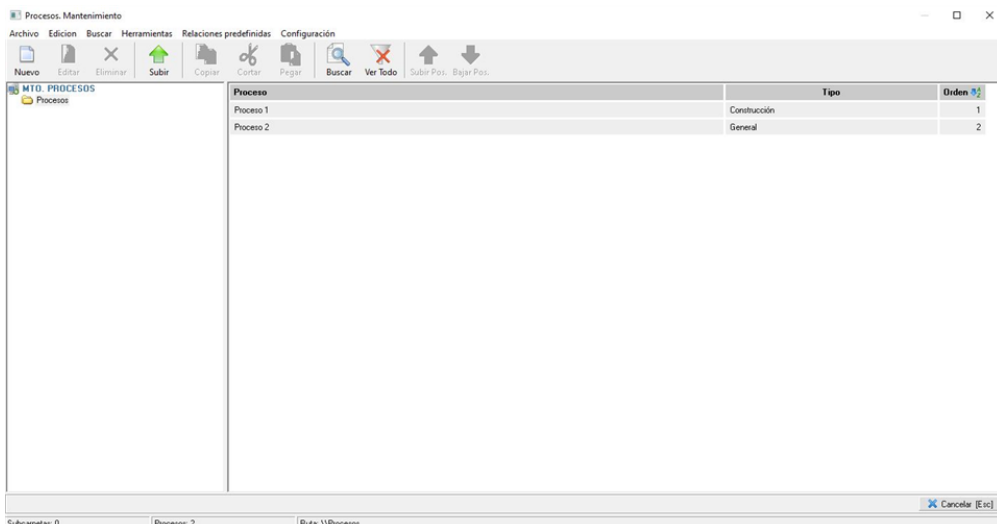 Procesos. Mantenimiento
Archivo Edicion Buscar Herramientas Relaciones predefinidas Configuración
Nuevo Editar Eliminar Subir Copiar Cortar Pegar Buscar Ver Todo Subir Pos. Bajar Pos.
MTO. PROCESOS
Procesos
Proceso Tipo Orden
Proceso 1 Construcción 1
Proceso 2 General 2
Cancelar [Esc]
Subcarpetas: 0 Procesos: 2 Ruta: \\Procesos